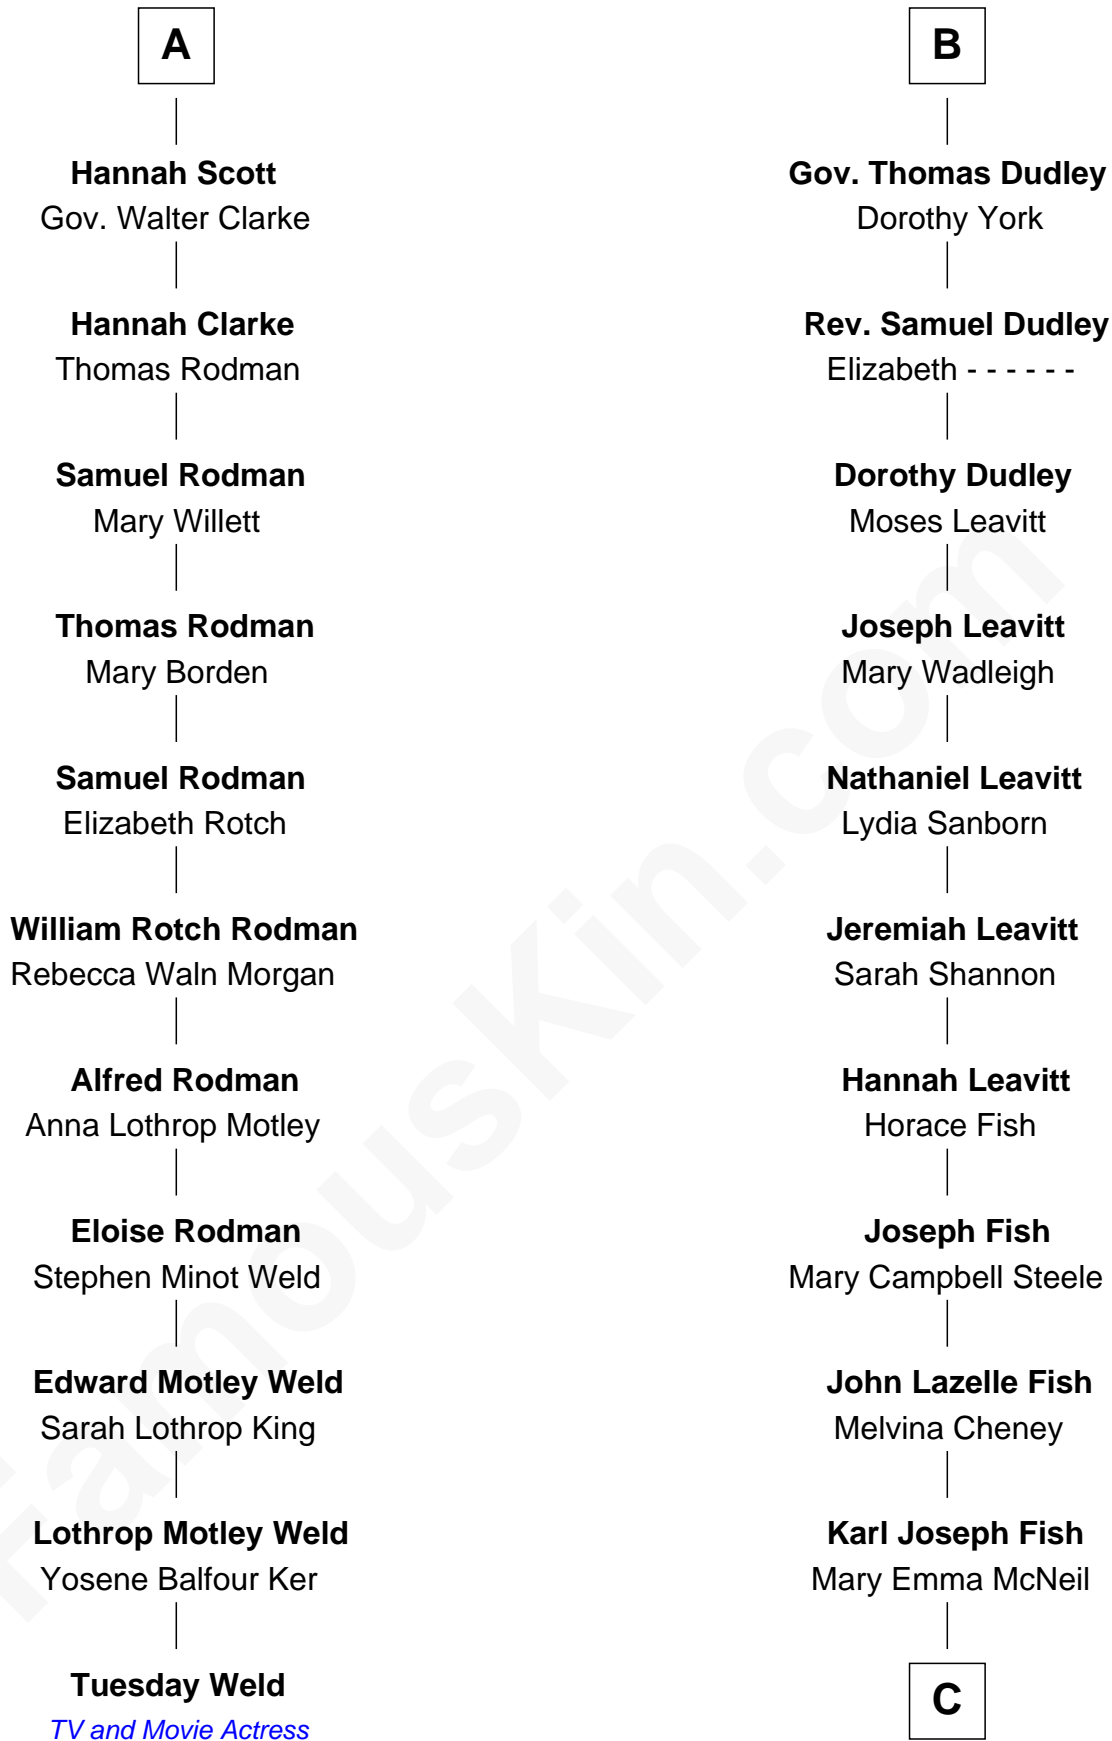 A
Hannah Scott
Gov. Walter Clarke
Hannah Clarke
Thomas Rodman
Samuel Rodman
Mary Willett
Thomas Rodman
Mary Borden
Samuel Rodman
Elizabeth Rotch
William Rotch Rodman
Rebecca Waln Morgan
Alfred Rodman
Anna Lothrop Motley
Eloise Rodman
Stephen Minot Weld
Edward Motley Weld
Sarah Lothrop King
Lothrop Motley Weld
Yosene Balfour Ker
Tuesday Weld
TV and Movie Actress
B
Gov. Thomas Dudley
Dorothy York
Rev. Samuel Dudley
Elizabeth - - - - - -
Dorothy Dudley
Moses Leavitt
Joseph Leavitt
Mary Wadleigh
Nathaniel Leavitt
Lydia Sanborn
Jeremiah Leavitt
Sarah Shannon
Hannah Leavitt
Horace Fish
Joseph Fish
Mary Campbell Steele
John Lazelle Fish
Melvina Cheney
Karl Joseph Fish
Mary Emma McNeil
C
FamousKin.com